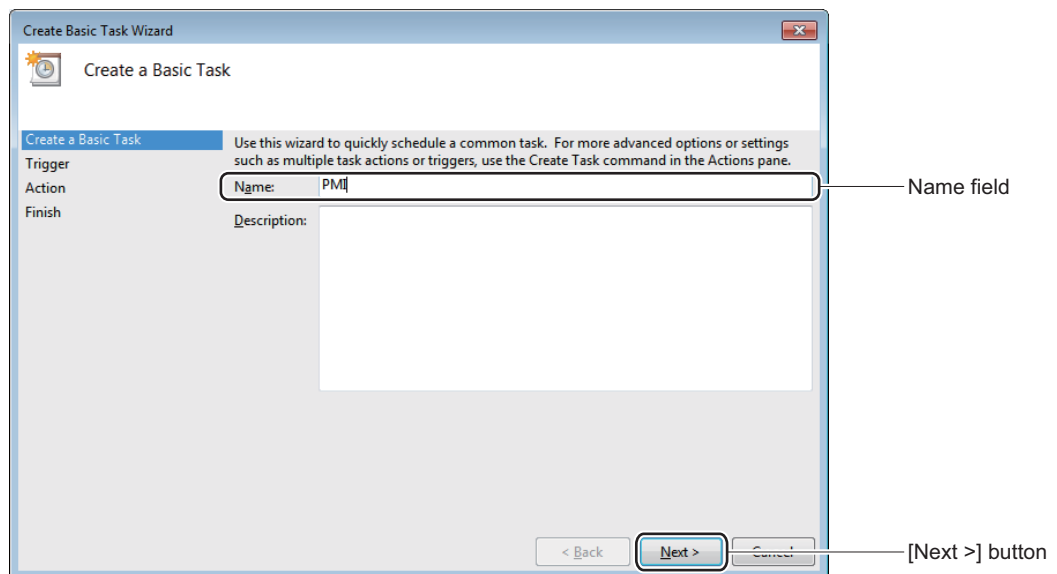 Create Basic Task Wizard
Create a Basic Task
Create a Basic Task
Trigger
Action
Finish
Use this wizard to quickly schedule a common task. For more advanced options or settings
such as multiple task actions or triggers, use the Create Task command in the Actions pane.
Name: PMI
Description:
< Back
Next >
Cancel
Name field
[Next >] button